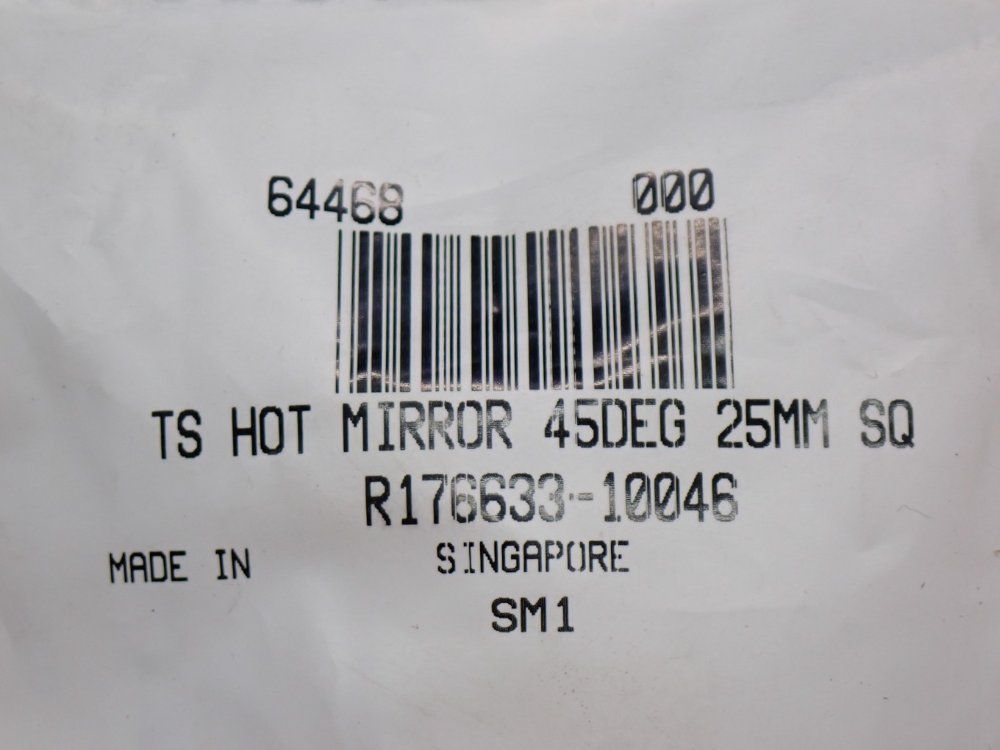 64468 000
TS HOT MIRROR 45DEG 25MM SQ
R176633-10046
MADE IN SINGAPORE
SM1